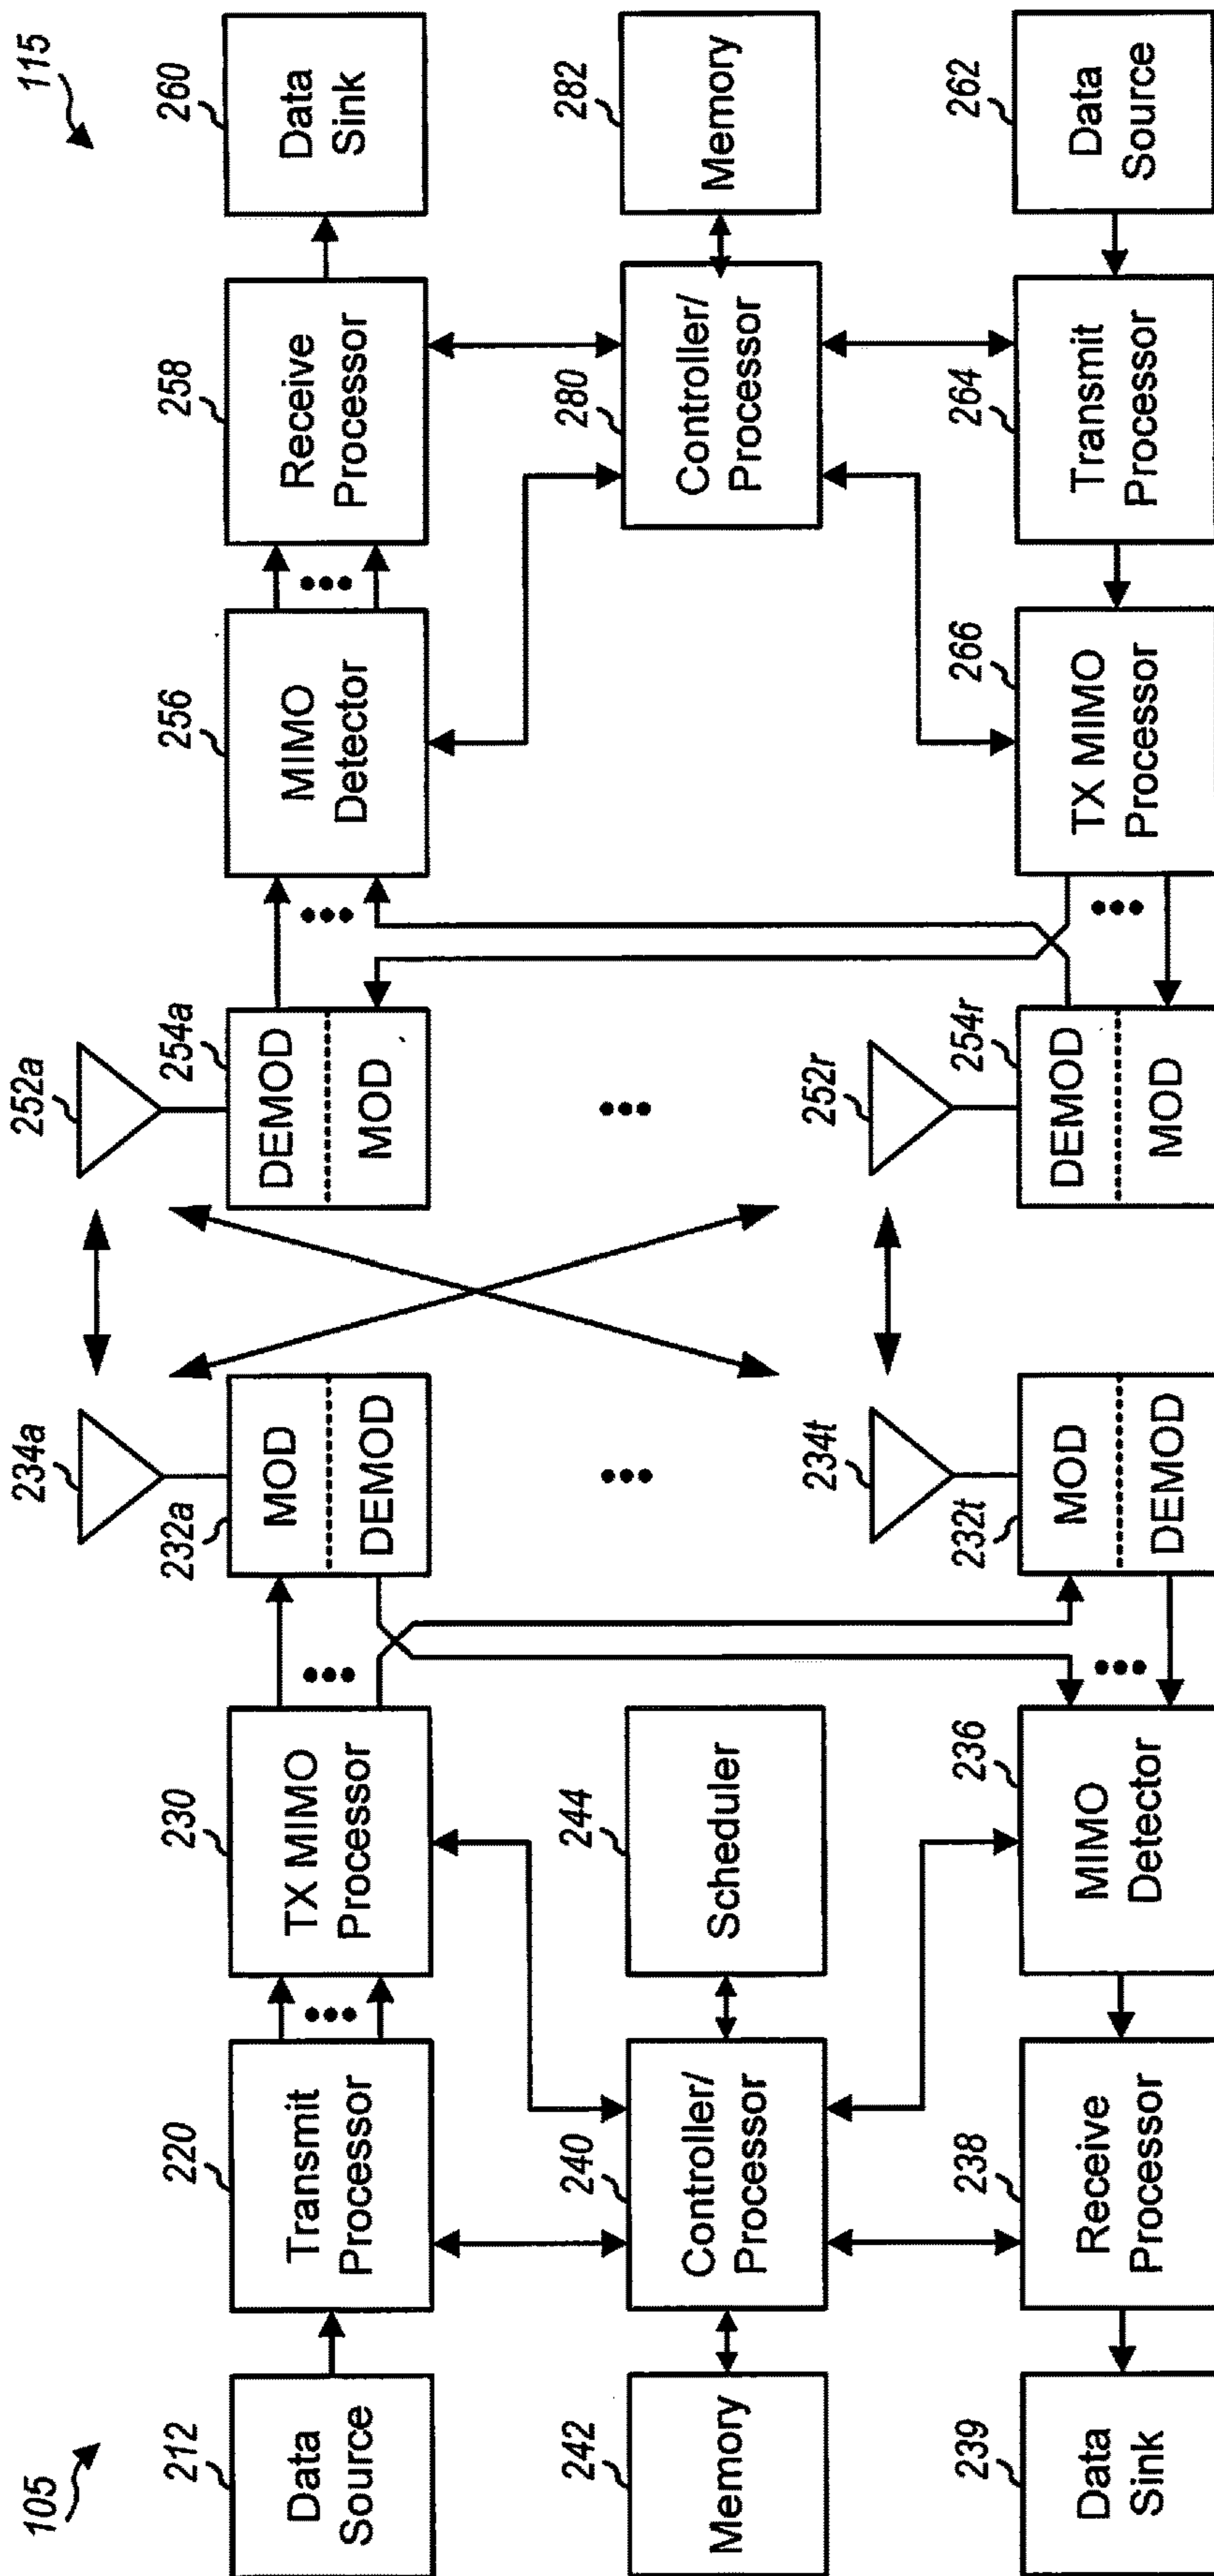 105
115
234a
252a
212
Data
Source
220
Transmit
Processor
230
TX MIMO
Processor
232a
MOD
DEMOD
254a
DEMOD
MOD
256
MIMO
Detector
258
Receive
Processor
260
Data
Sink
242
Memory
240
Controller/
Processor
244
Scheduler
280
Controller/
Processor
282
Memory
234t
252r
239
Data
Sink
238
Receive
Processor
236
MIMO
Detector
232t
MOD
DEMOD
254r
DEMOD
MOD
266
TX MIMO
Processor
264
Transmit
Processor
262
Data
Source